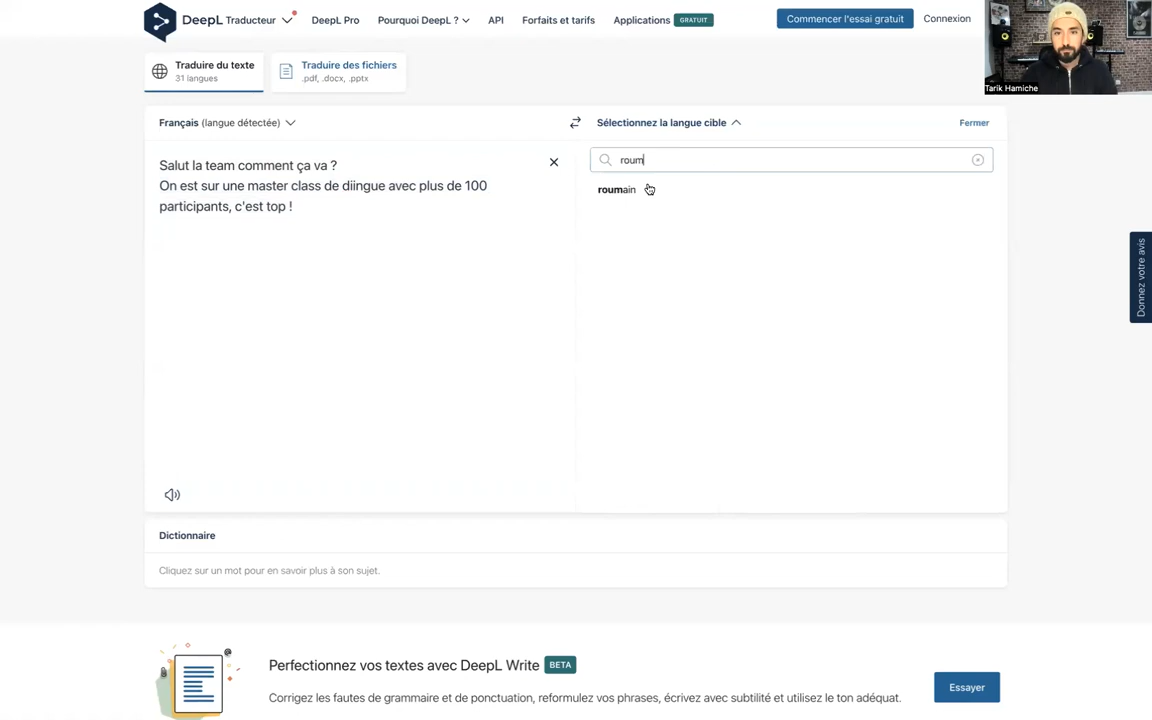 DeepL Traducteur
DeepL Pro
Pourquoi DeepL ?
API
Forfaits et tarifs
Applications GRATUIT
Commencer l'essai gratuit
Connexion
Tarik Hamiche
Traduire du texte
31 langues
Traduire des fichiers
.pdf, .docx, .pptx
Français (langue détectée)
Sélectionnez la langue cible
Fermer
Salut la team comment ça va ?
On est sur une master class de diingue avec plus de 100
participants, c'est top !
roum
roumain
Donnez votre avis
Dictionnaire
Cliquez sur un mot pour en savoir plus à son sujet.
Perfectionnez vos textes avec DeepL Write BETA
Corrigez les fautes de grammaire et de ponctuation, reformulez vos phrases, écrivez avec subtilité et utilisez le ton adéquat.
Essayer